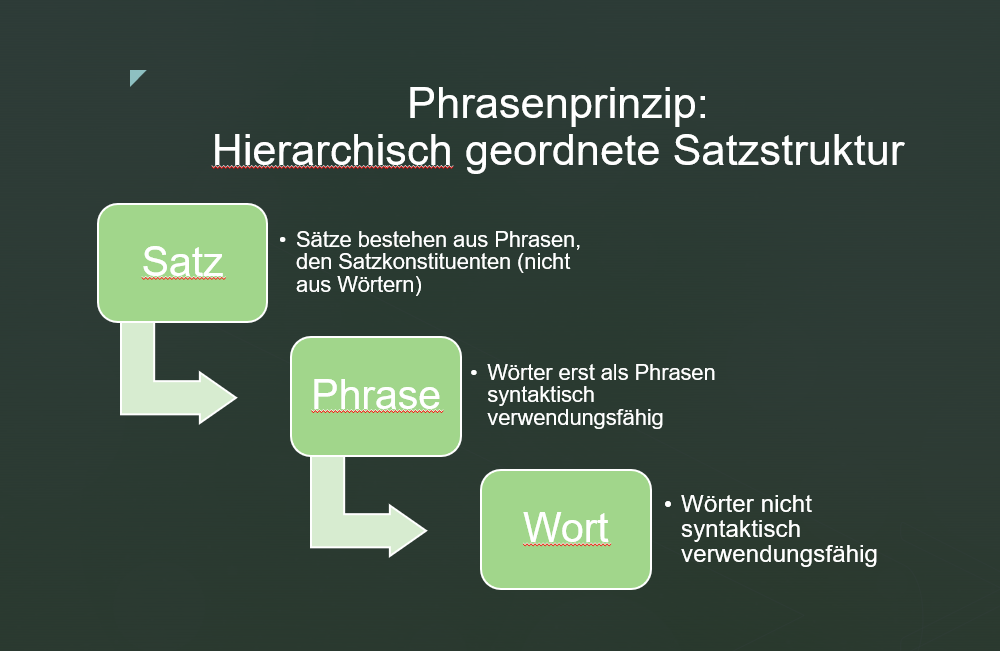 Phrasenprinzip:
Hierarchisch geordnete Satzstruktur
Satz
• Sätze bestehen aus Phrasen,
den Satzkonstituenten (nicht
aus Wörtern)
Phrase
• Wörter erst als Phrasen
syntaktisch
verwendungsfähig
Wort
• Wörter nicht
syntaktisch
verwendungsfähig